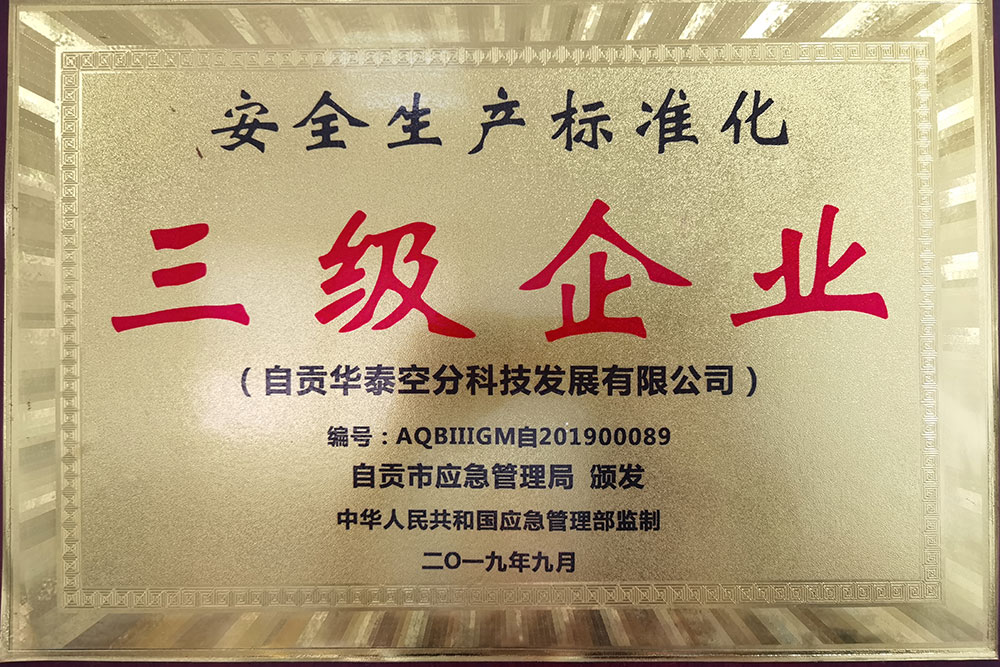 安全生产标准化
三级企业
（自贡华泰空分科技发展有限公司）
编号：AQBIIIGM自201900089
自贡市应急管理局 颁发
中华人民共和国应急管理部监制
二O一九年九月